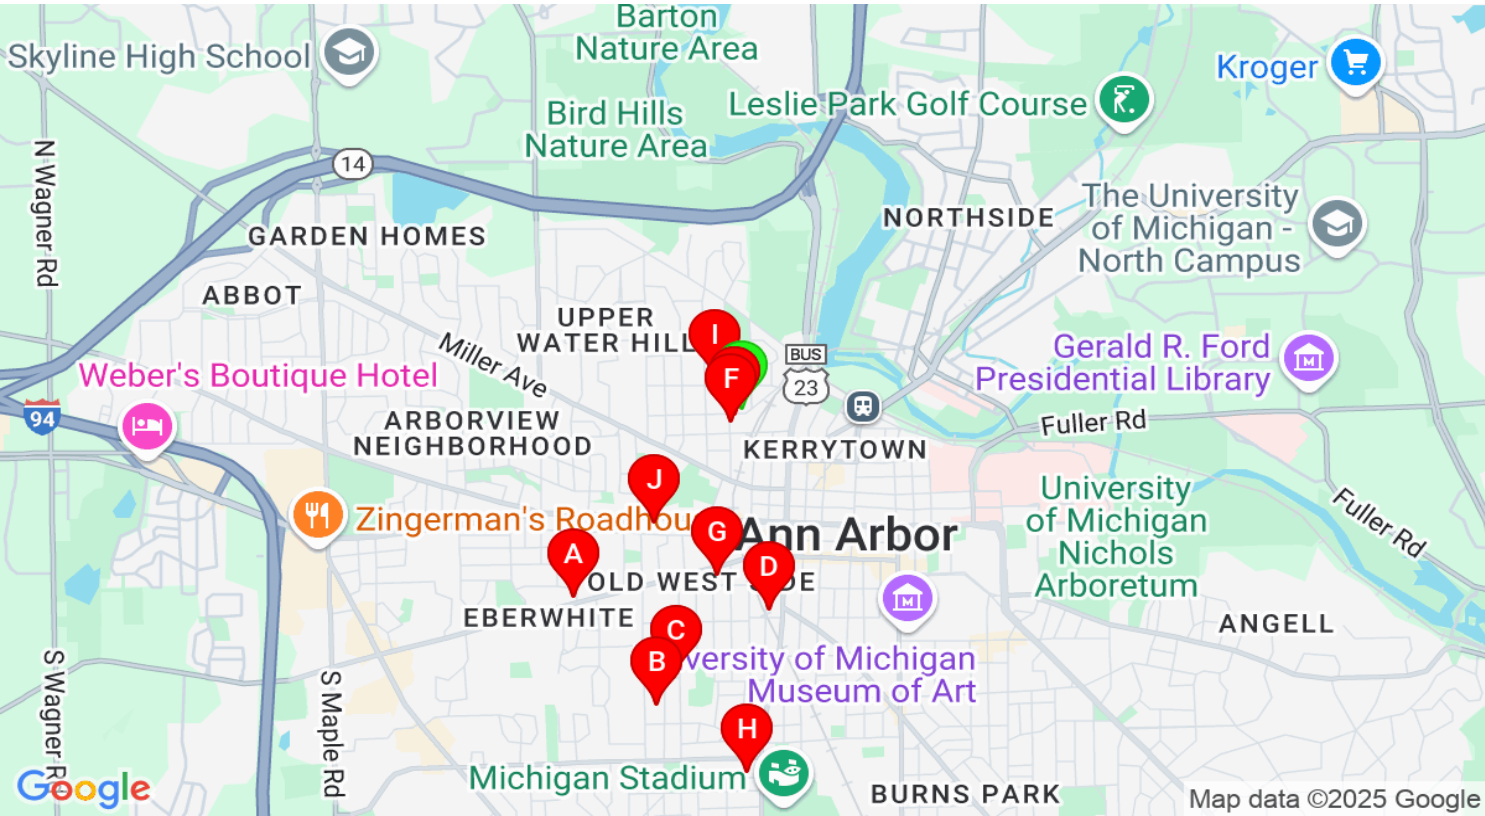 Barton
Nature Area
Skyline High School
Kroger
Leslie Park Golf Course
Bird Hills
Nature Area
N Wagner Rd
14
The University
of Michigan -
North Campus
NORTHSIDE
GARDEN HOMES
ABBOT
UPPER
WATER HILL
I
Miller Ave
BUS
23
Gerald R. Ford
Presidential Library
Weber's Boutique Hotel
F
94
ARBORVIEW
NEIGHBORHOOD
Fuller Rd
KERRYTOWN
J
University
of Michigan
Nichols
Arboretum
Fuller Rd
Zingerman's Roadhou
G
Ann Arbor
A
D
OLD WEST S DE
EBERWHITE
ANGELL
C
B
versity of Michigan
Museum of Art
S Wagner R
S Maple Rd
H
Michigan Stadium
BURNS PARK
Google
Map data ©2025 Google